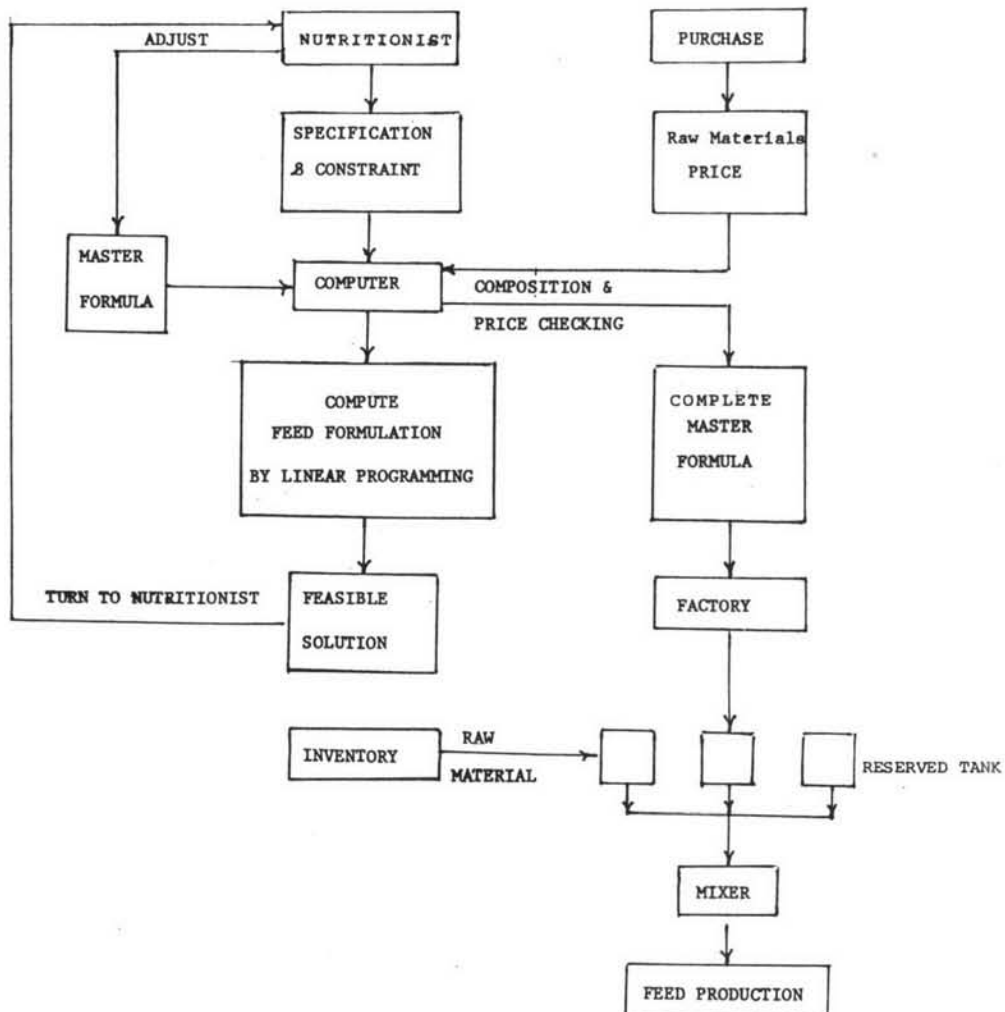 ADJUST
NUTRITIONIST
PURCHASE
SPECIFICATION
& CONSTRAINT
Raw Materials
PRICE
MASTER
FORMULA
COMPUTER
COMPOSITION &
PRICE CHECKING
COMPUTE
FEED FORMULATION
BY LINEAR PROGRAMMING
COMPLETE
MASTER
FORMULA
TURN TO NUTRITIONIST
FEASIBLE
SOLUTION
FACTORY
INVENTORY
RAW
MATERIAL
RESERVED TANK
MIXER
FEED PRODUCTION